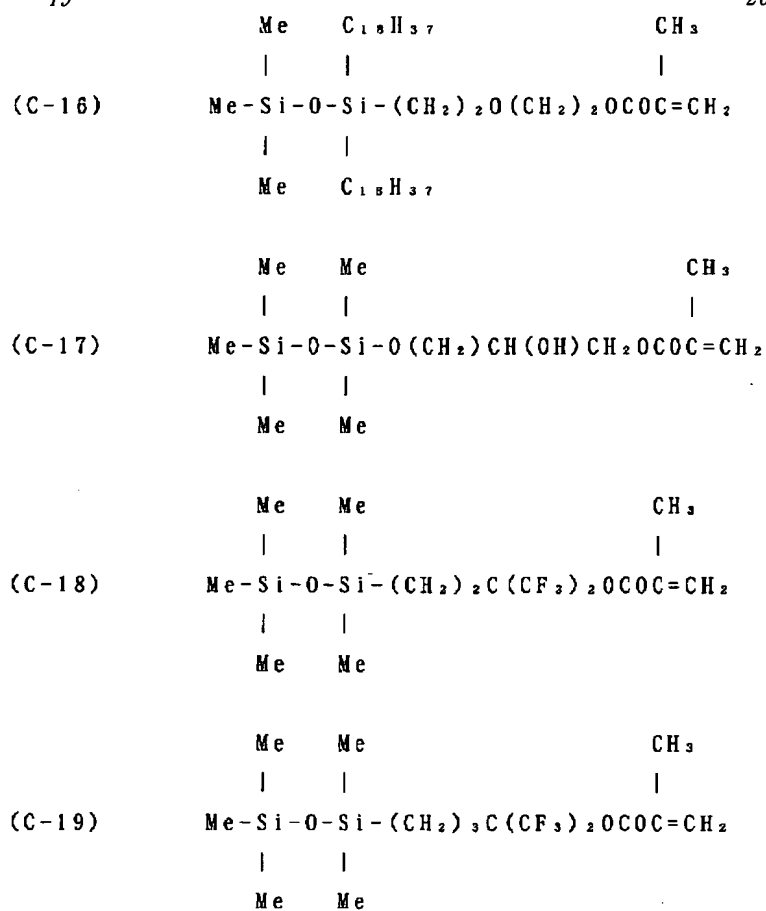 Me C₁₈H₃₇ CH₃
| | |
(C-16) Me-Si-O-Si-(CH₂)₂O(CH₂)₂OCOC=CH₂
| |
Me C₁₈H₃₇
Me Me CH₃
| | |
(C-17) Me-Si-O-Si-O(CH₂)CH(OH)CH₂OCOC=CH₂
| |
Me Me
Me Me CH₃
| | |
(C-18) Me-Si-O-Si-(CH₂)₂C(CF₃)₂OCOC=CH₂
| |
Me Me
Me Me CH₃
| | |
(C-19) Me-Si-O-Si-(CH₂)₃C(CF₃)₂OCOC=CH₂
| |
Me Me